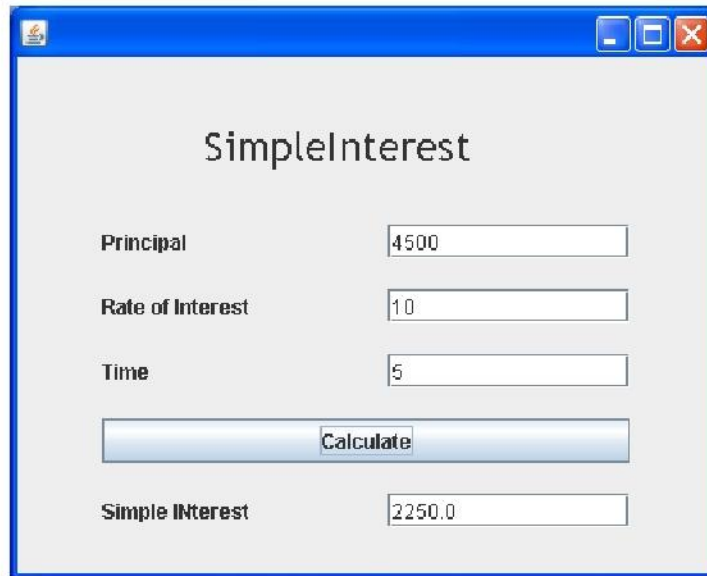 SimpleInterest
Principal 4500
Rate of Interest 10
Time 5
Calculate
Simple INterest 2250.0